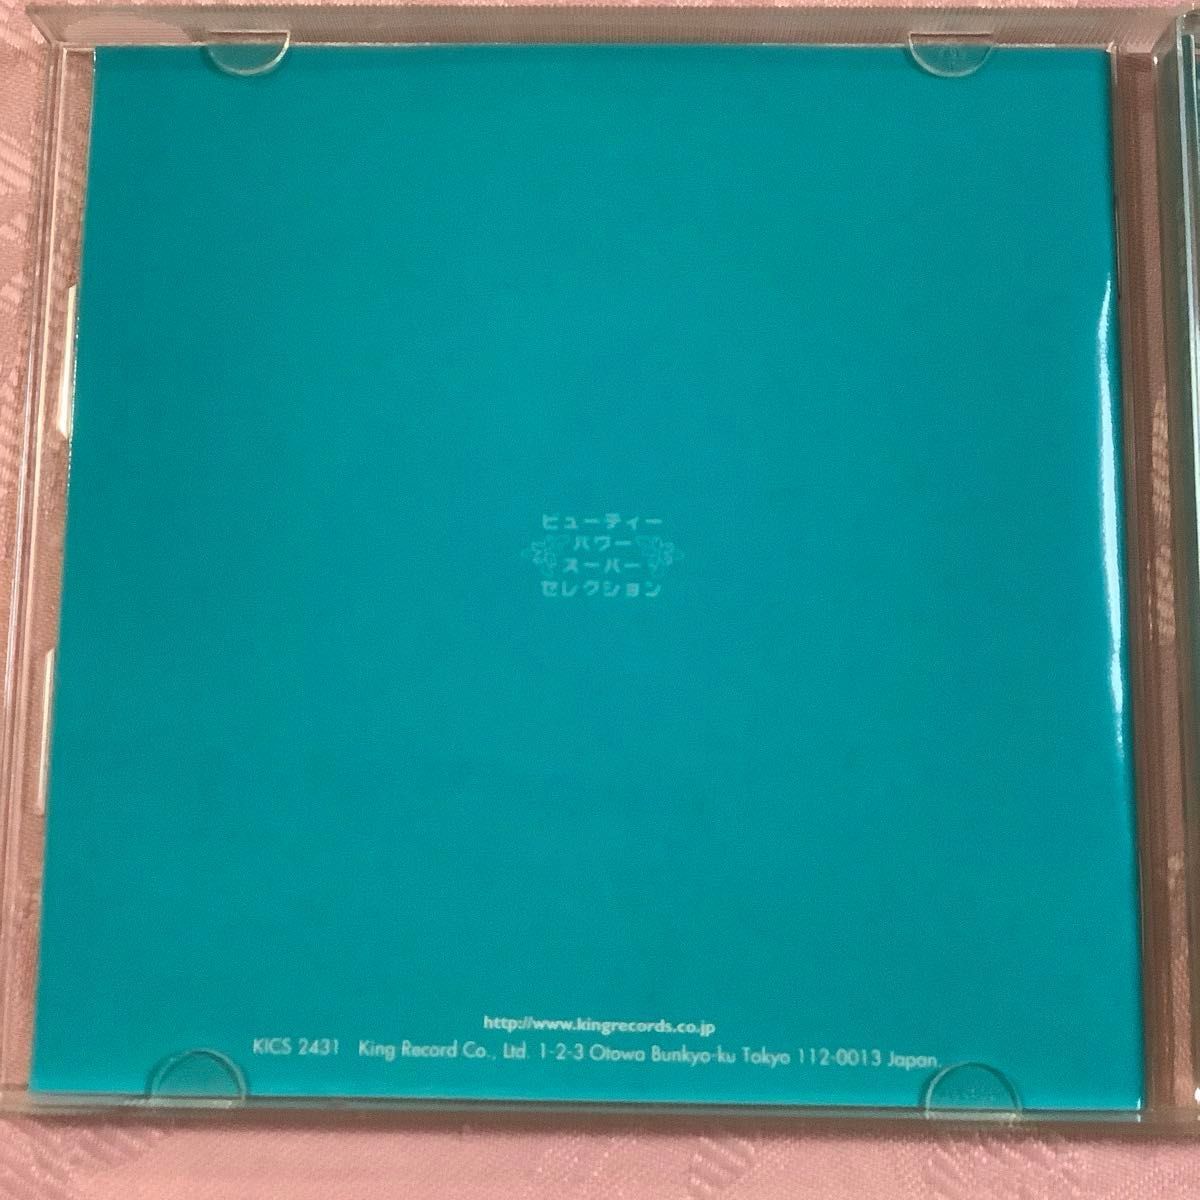 ビューティー
パワー
スーパー
セレクション
http://www.kingrecords.co.jp
KICS 2431 King Record Co., Ltd. 1-2-3 Otowa Bunkyo-ku Tokyo 112-0013 Japan.